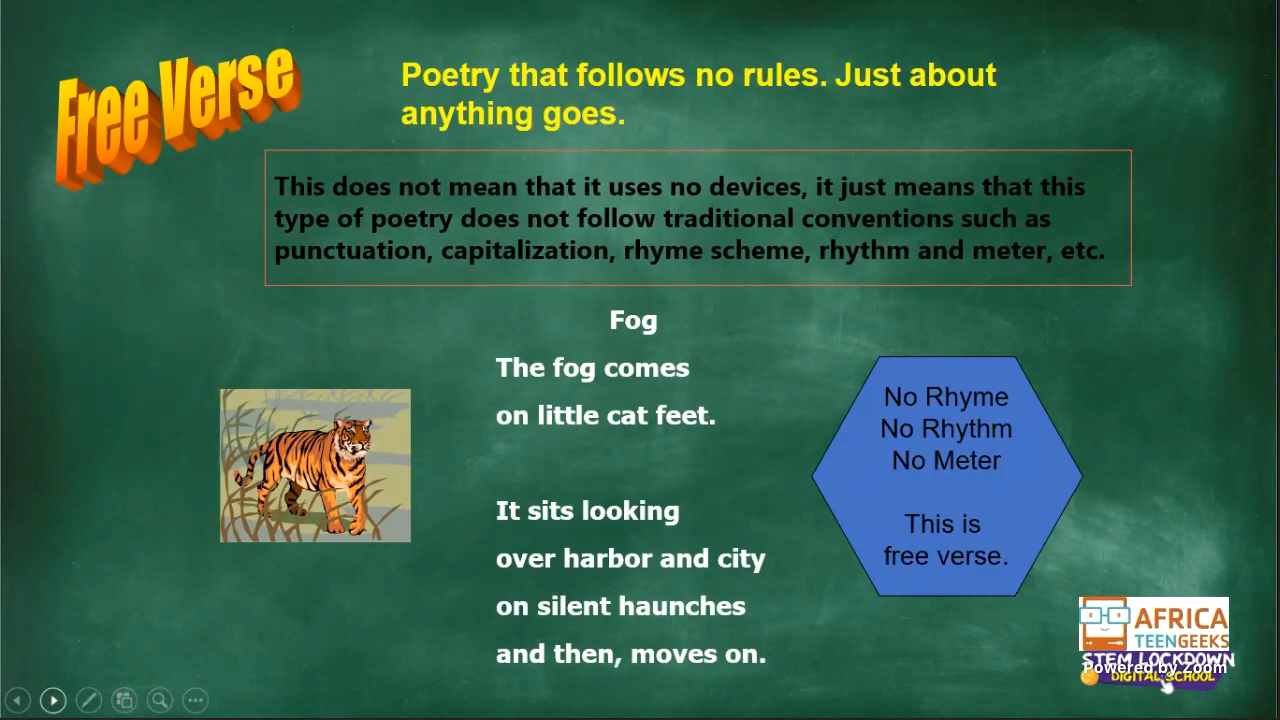 Free Verse
Poetry that follows no rules. Just about
anything goes.
This does not mean that it uses no devices, it just means that this
type of poetry does not follow traditional conventions such as
punctuation, capitalization, rhyme scheme, rhythm and meter, etc.
Fog
The fog comes
on little cat feet.
It sits looking
over harbor and city
on silent haunches
and then, moves on.
No Rhyme
No Rhythm
No Meter
This is
free verse.
AFRICA
TEENGEEKS
STEM LOCKDOWN
Powered by Zoom
DIGITAL SCHOOL